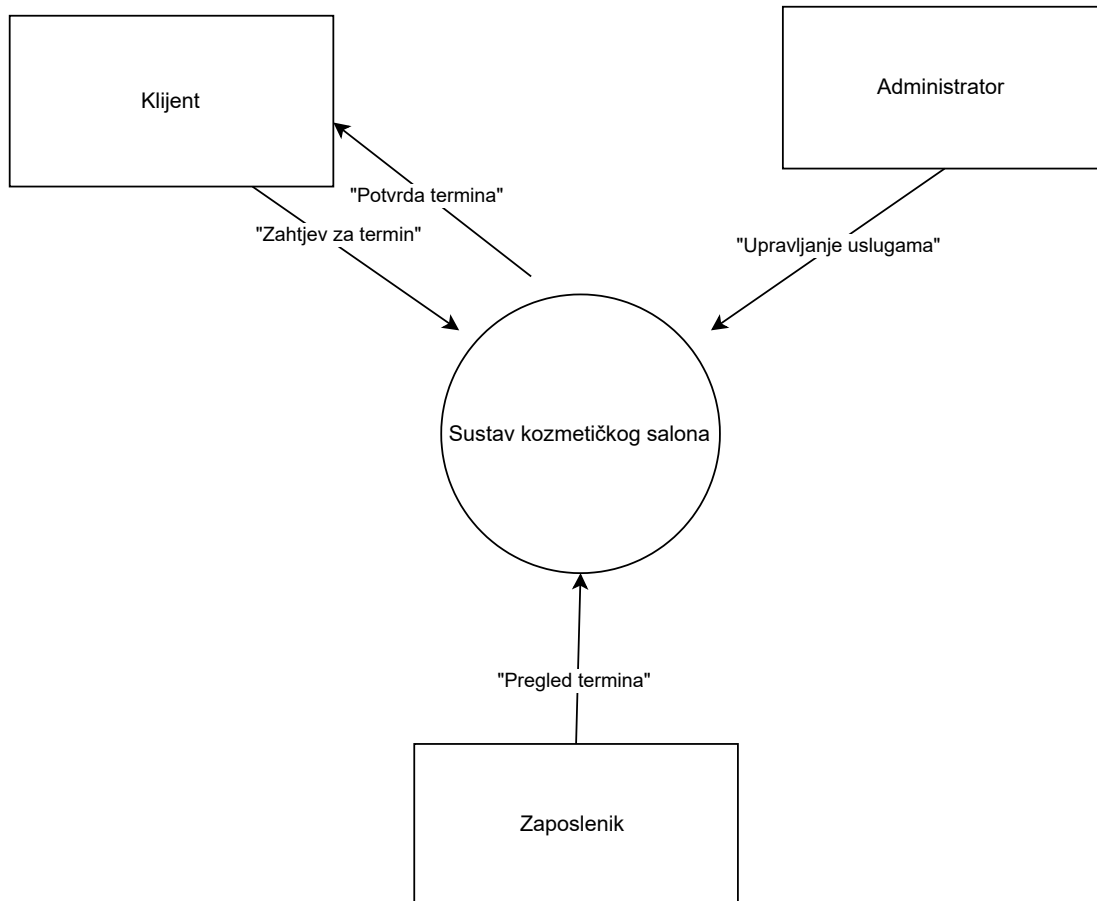 Klijent
Administrator
"Potvrda termina"
"Zahtjev za termin"
"Upravljanje uslugama"
Sustav kozmetičkog salona
"Pregled termina"
Zaposlenik